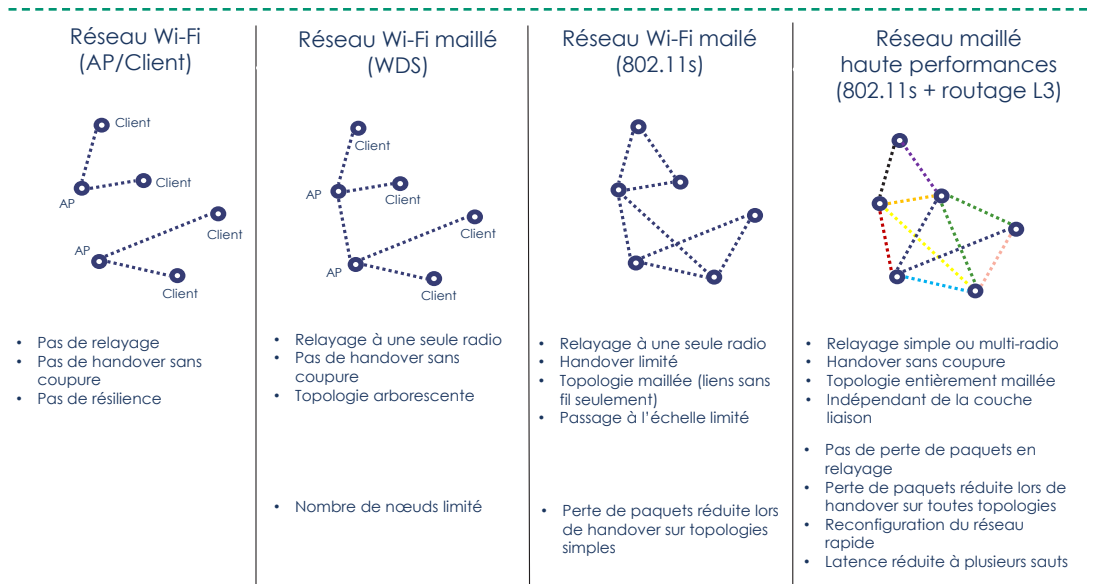 Réseau Wi-Fi
(AP/Client)
Client
Client
AP
Client
AP
Client
• Pas de relayage
• Pas de handover sans
coupure
• Pas de résilience
Réseau Wi-Fi maillé
(WDS)
Client
AP
Client
Client
AP
Client
• Relayage à une seule radio
• Pas de handover sans
coupure
• Topologie arborescente
• Nombre de nœuds limité
Réseau Wi-Fi mailé
(802.11s)
• Relayage à une seule radio
• Handover limité
• Topologie maillée (liens sans
fil seulement)
• Passage à l'échelle limité
• Perte de paquets réduite lors
de handover sur topologies
simples
Réseau maillé
haute performances
(802.11s + routage L3)
• Relayage simple ou multi-radio
• Handover sans coupure
• Topologie entièrement maillée
• Indépendant de la couche
liaison
• Pas de perte de paquets en
relayage
• Perte de paquets réduite lors de
handover sur toutes topologies
• Reconfiguration du réseau
rapide
• Latence réduite à plusieurs sauts